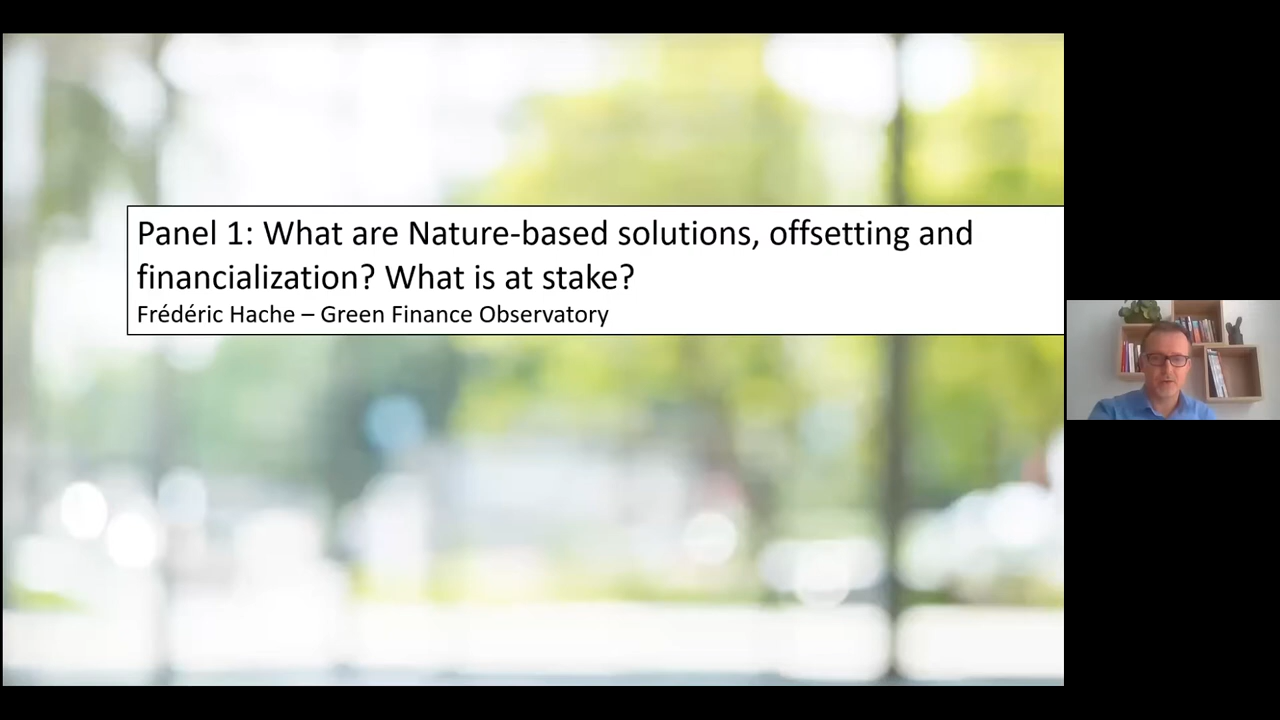 Panel 1: What are Nature-based solutions, offsetting and
financialization? What is at stake?
Frédéric Hache – Green Finance Observatory